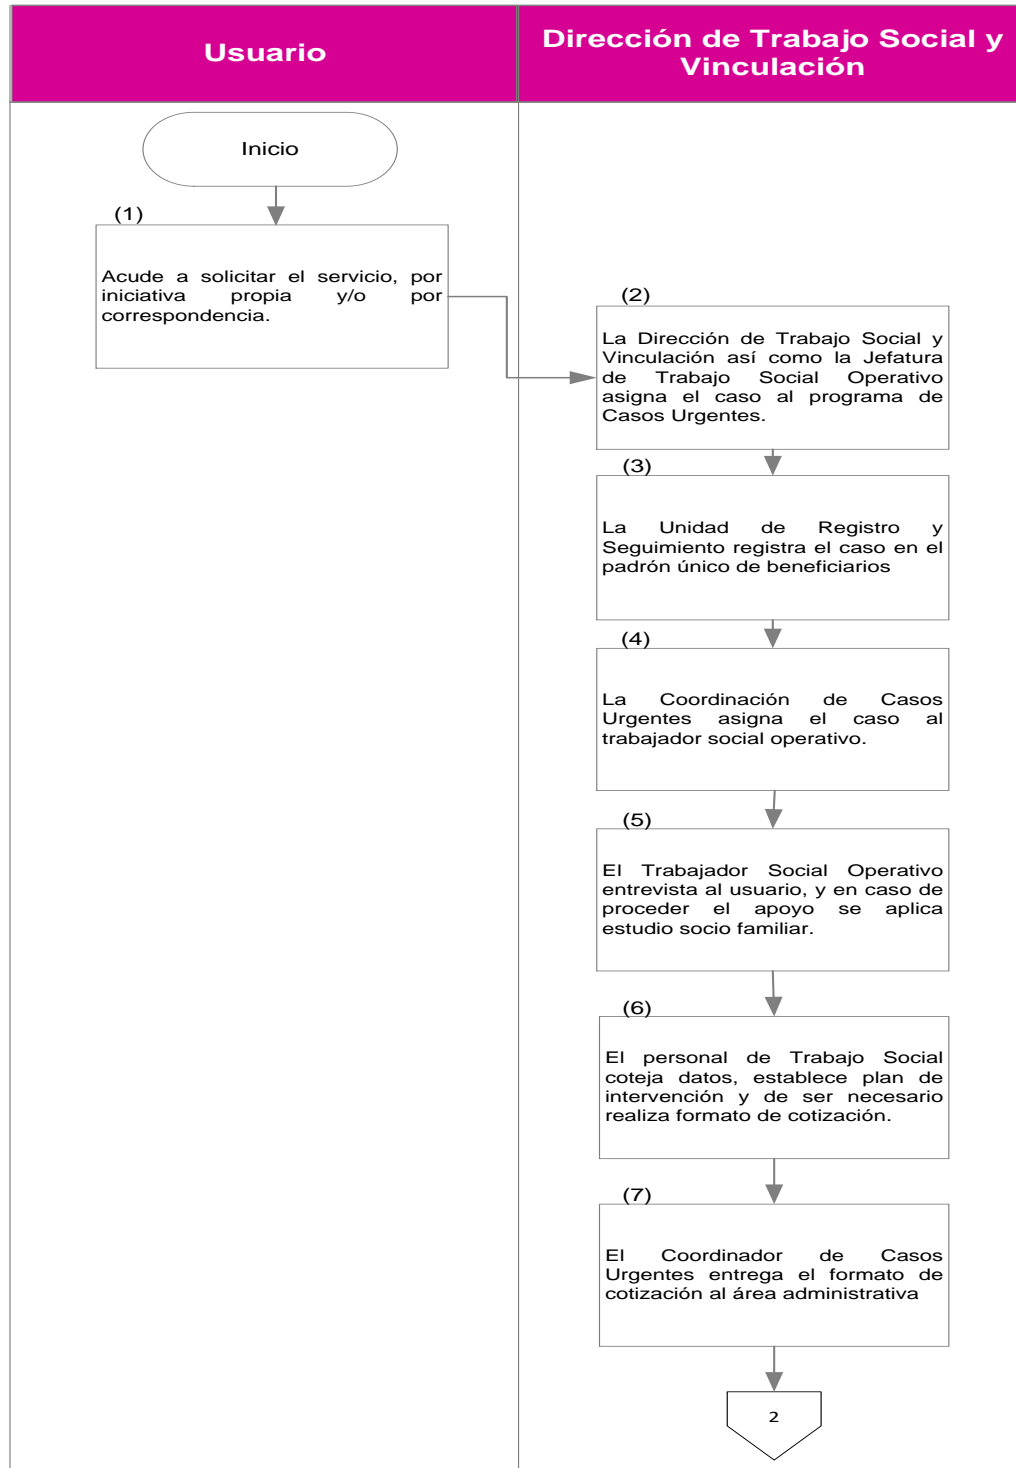 Usuario
Dirección de Trabajo Social y
Vinculación
Inicio
(1)
Acude a solicitar el servicio, por
iniciativa propia y/o por
correspondencia.
(2)
La Dirección de Trabajo Social y
Vinculación así como la Jefatura
de Trabajo Social Operativo
asigna el caso al programa de
Casos Urgentes.
(3)
La Unidad de Registro y
Seguimiento registra el caso en el
padrón único de beneficiarios
(4)
La Coordinación de Casos
Urgentes asigna el caso al
trabajador social operativo.
(5)
El Trabajador Social Operativo
entrevista al usuario, y en caso de
proceder el apoyo se aplica
estudio socio familiar.
(6)
El personal de Trabajo Social
coteja datos, establece plan de
intervención y de ser necesario
realiza formato de cotización.
(7)
El Coordinador de Casos
Urgentes entrega el formato de
cotización al área administrativa
2